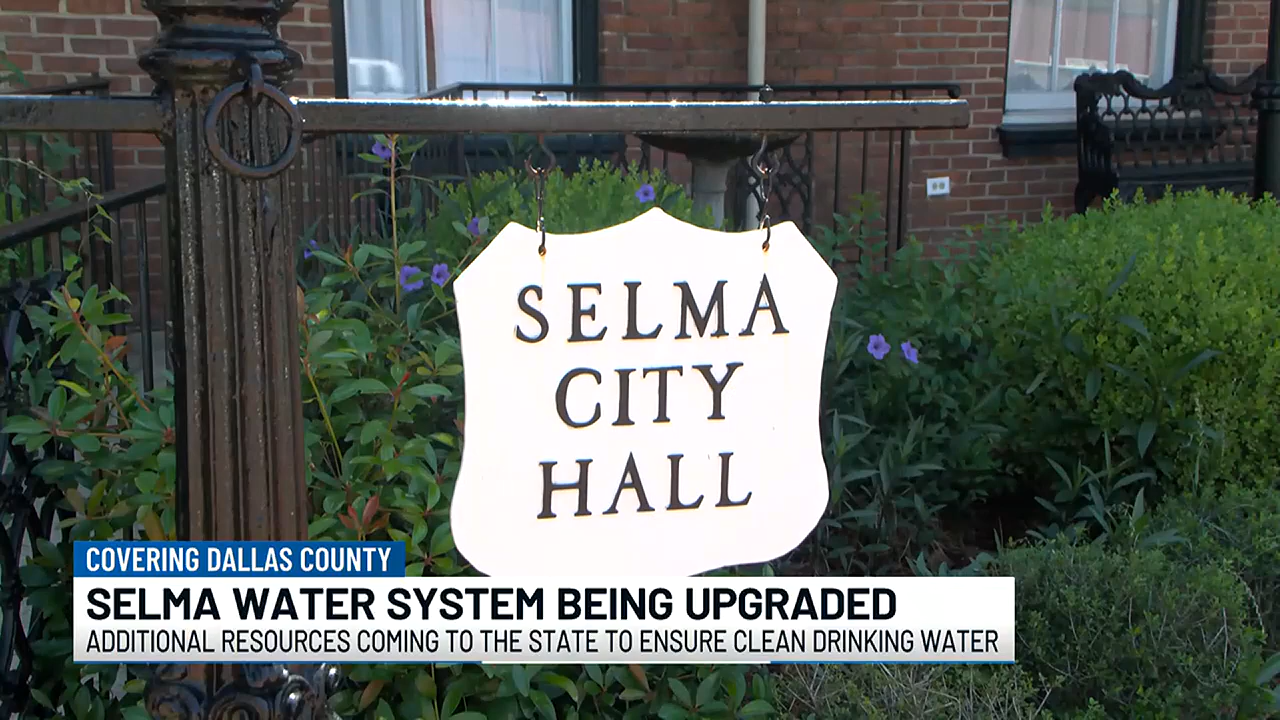 SELMA
CITY
HALL
COVERING DALLAS COUNTY
SELMA WATER SYSTEM BEING UPGRADED
ADDITIONAL RESOURCES COMING TO THE STATE TO ENSURE CLEAN DRINKING WATER